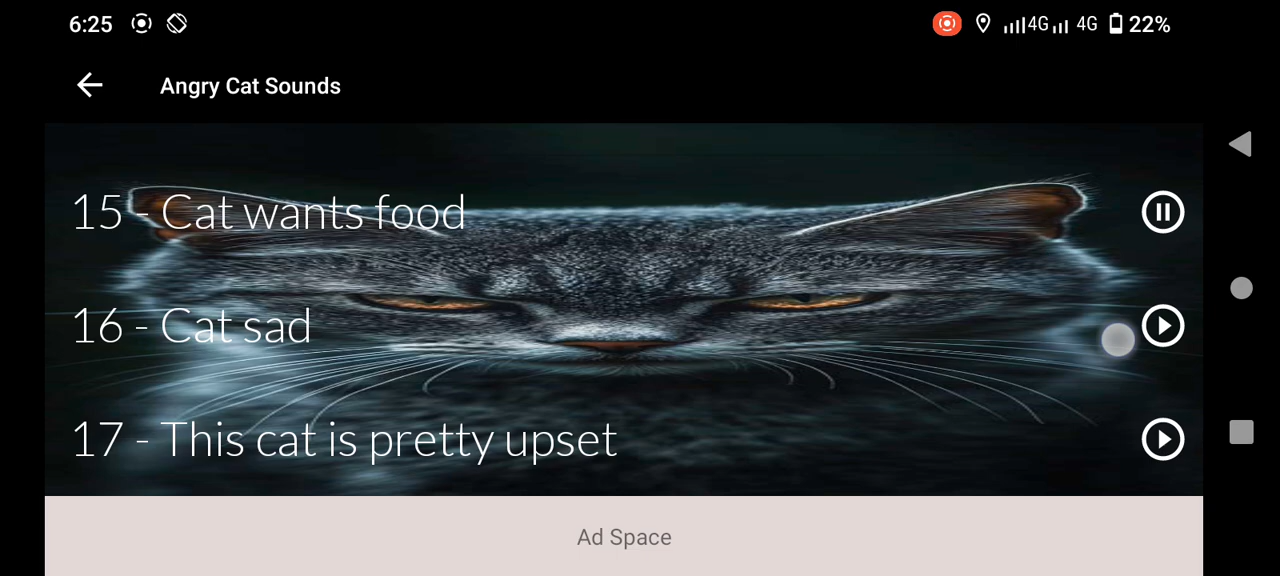 6:25 4G 4G 22%
Angry Cat Sounds
15 - Cat wants food
16 - Cat sad
17 - This cat is pretty upset
Ad Space